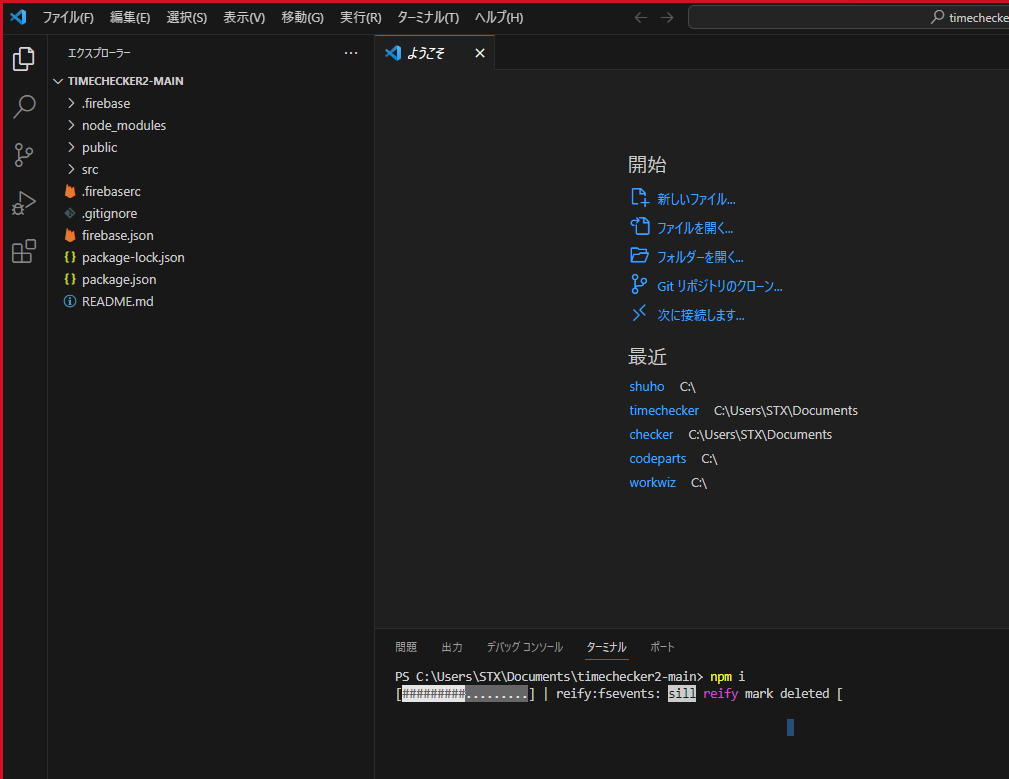 ファイル(F) 編集(E) 選択(S) 表示(V) 移動(G) 実行(R) ターミナル(T) ヘルプ(H) timechecke
エクスプローラー
TIMECHECKER2-MAIN
.firebase
node_modules
public
src
.firebaserc
.gitignore
firebase.json
package-lock.json
package.json
README.md
ようこそ
開始
新しいファイル...
ファイルを開く...
フォルダーを開く...
Git リポジトリのクローン...
次に接続します...
最近
shuho C:\
timechecker C:\Users\STX\Documents
checker C:\Users\STX\Documents
codeparts C:\
workwiz C:\
問題 出力 デバッグ コンソール ターミナル ポート
PS C:\Users\STX\Documents\timechecker2-main> npm i
[#########.........] | reify:fsevents: sill reify mark deleted [